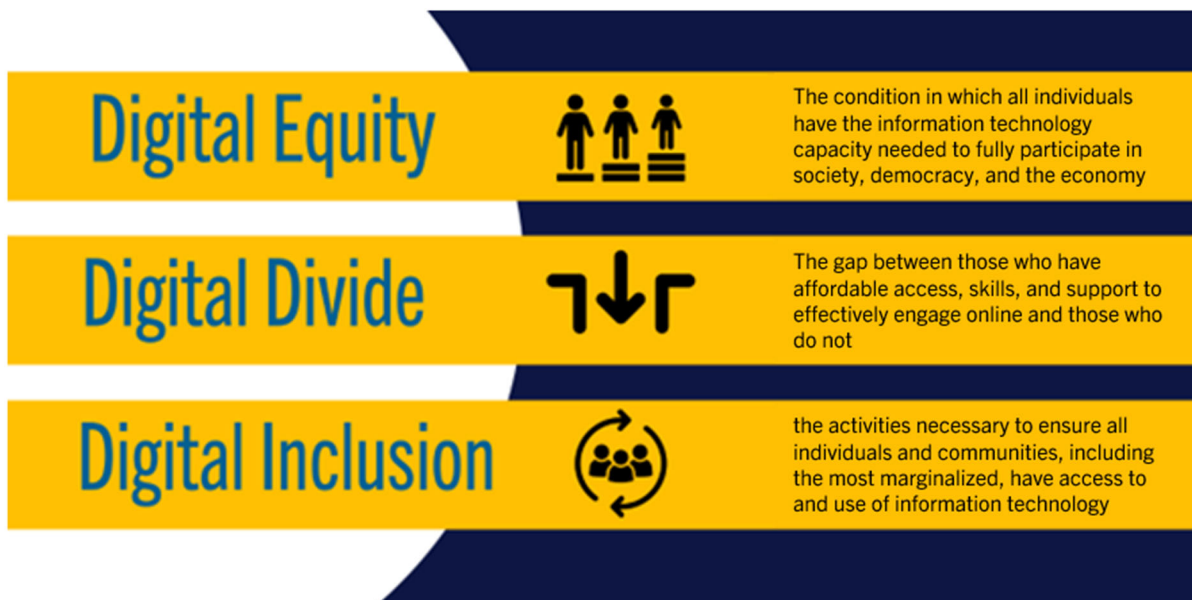 Digital Equity
The condition in which all individuals
have the information technology
capacity needed to fully participate in
society, democracy, and the economy
Digital Divide
The gap between those who have
affordable access, skills, and support to
effectively engage online and those who
do not
Digital Inclusion
the activities necessary to ensure all
individuals and communities, including
the most marginalized, have access to
and use of information technology